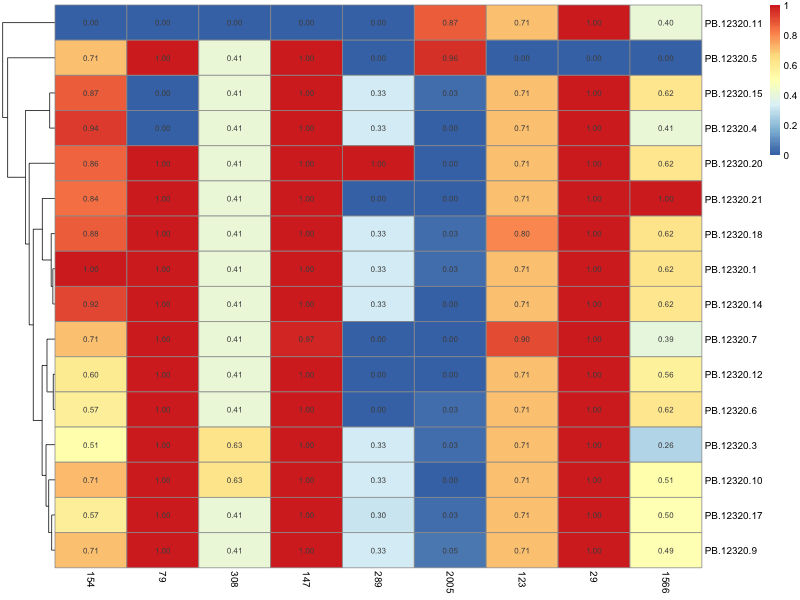 0.00 0.00 0.00 0.00 0.00 0.87 0.71 1.00 0.40 PB.12320.11
0.71 1.00 0.41 1.00 0.00 0.96 0.00 0.00 0.00 PB.12320.5
0.87 0.00 0.41 1.00 0.33 0.03 0.71 1.00 0.62 PB.12320.15
0.94 0.00 0.41 1.00 0.33 0.03 0.71 1.00 0.41 PB.12320.4
0.86 1.00 0.41 1.00 1.00 0.00 0.71 1.00 0.62 PB.12320.20
0.84 1.00 0.41 1.00 0.00 0.00 0.71 1.00 1.00 PB.12320.21
0.88 1.00 0.41 1.00 0.33 0.03 0.80 1.00 0.62 PB.12320.18
1.00 1.00 0.41 1.00 0.33 0.03 0.71 1.00 0.62 PB.12320.1
0.92 1.00 0.41 1.00 0.33 0.00 0.71 1.00 0.62 PB.12320.14
0.71 1.00 0.41 0.97 0.00 0.00 0.90 1.00 0.39 PB.12320.7
0.60 1.00 0.41 1.00 0.00 0.00 0.71 1.00 0.56 PB.12320.12
0.57 1.00 0.41 1.00 0.00 0.03 0.71 1.00 0.62 PB.12320.6
0.51 1.00 0.63 1.00 0.33 0.03 0.71 1.00 0.26 PB.12320.3
0.71 1.00 0.63 1.00 0.33 0.00 0.71 1.00 0.51 PB.12320.10
0.57 1.00 0.41 1.00 0.30 0.03 0.71 1.00 0.50 PB.12320.17
0.71 1.00 0.41 1.00 0.33 0.05 0.71 1.00 0.49 PB.12320.9
154 79 308 147 289 2005 123 29 1566
1
0.8
0.6
0.4
0.2
0